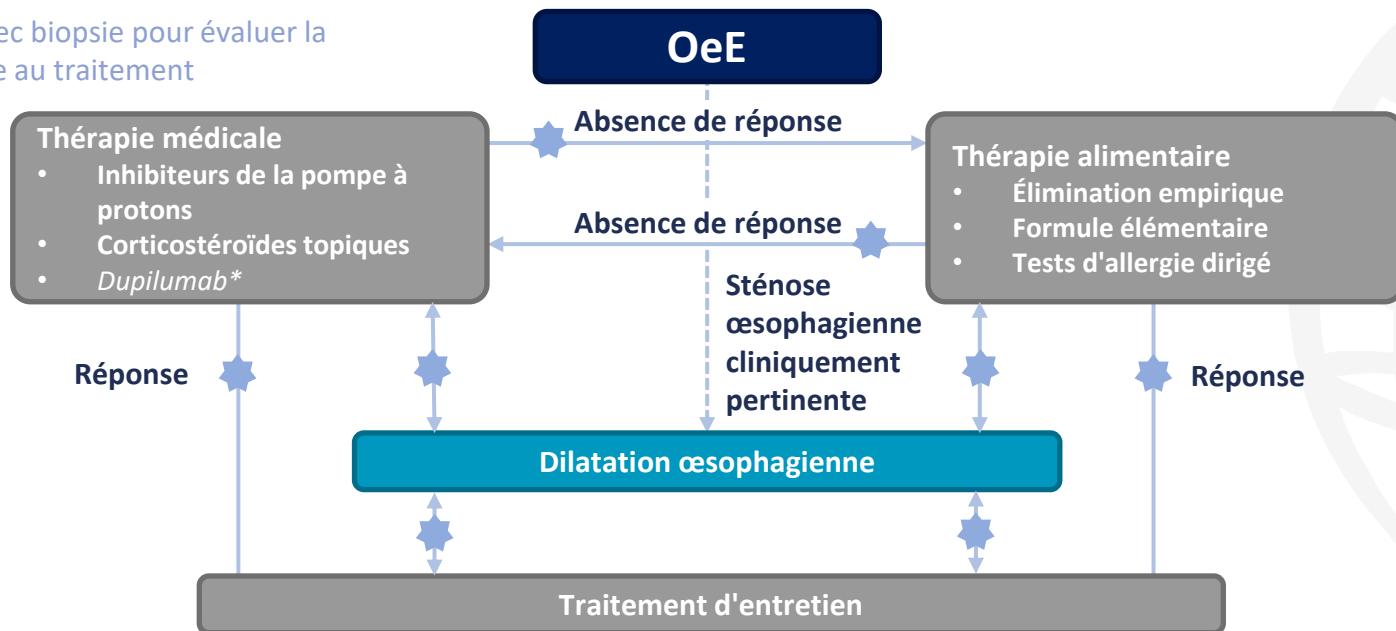 ec biopsie pour évaluer la
e au traitement
OeE
Thérapie médicale
• Inhibiteurs de la pompe à
protons
• Corticostéroïdes topiques
• Dupilumab*
Absence de réponse
Absence de réponse
Thérapie alimentaire
• Élimination empirique
• Formule élémentaire
• Tests d'allergie dirigé
Sténose
œsophagienne
cliniquement
pertinente
Réponse
Réponse
Dilatation œsophagienne
Traitement d'entretien